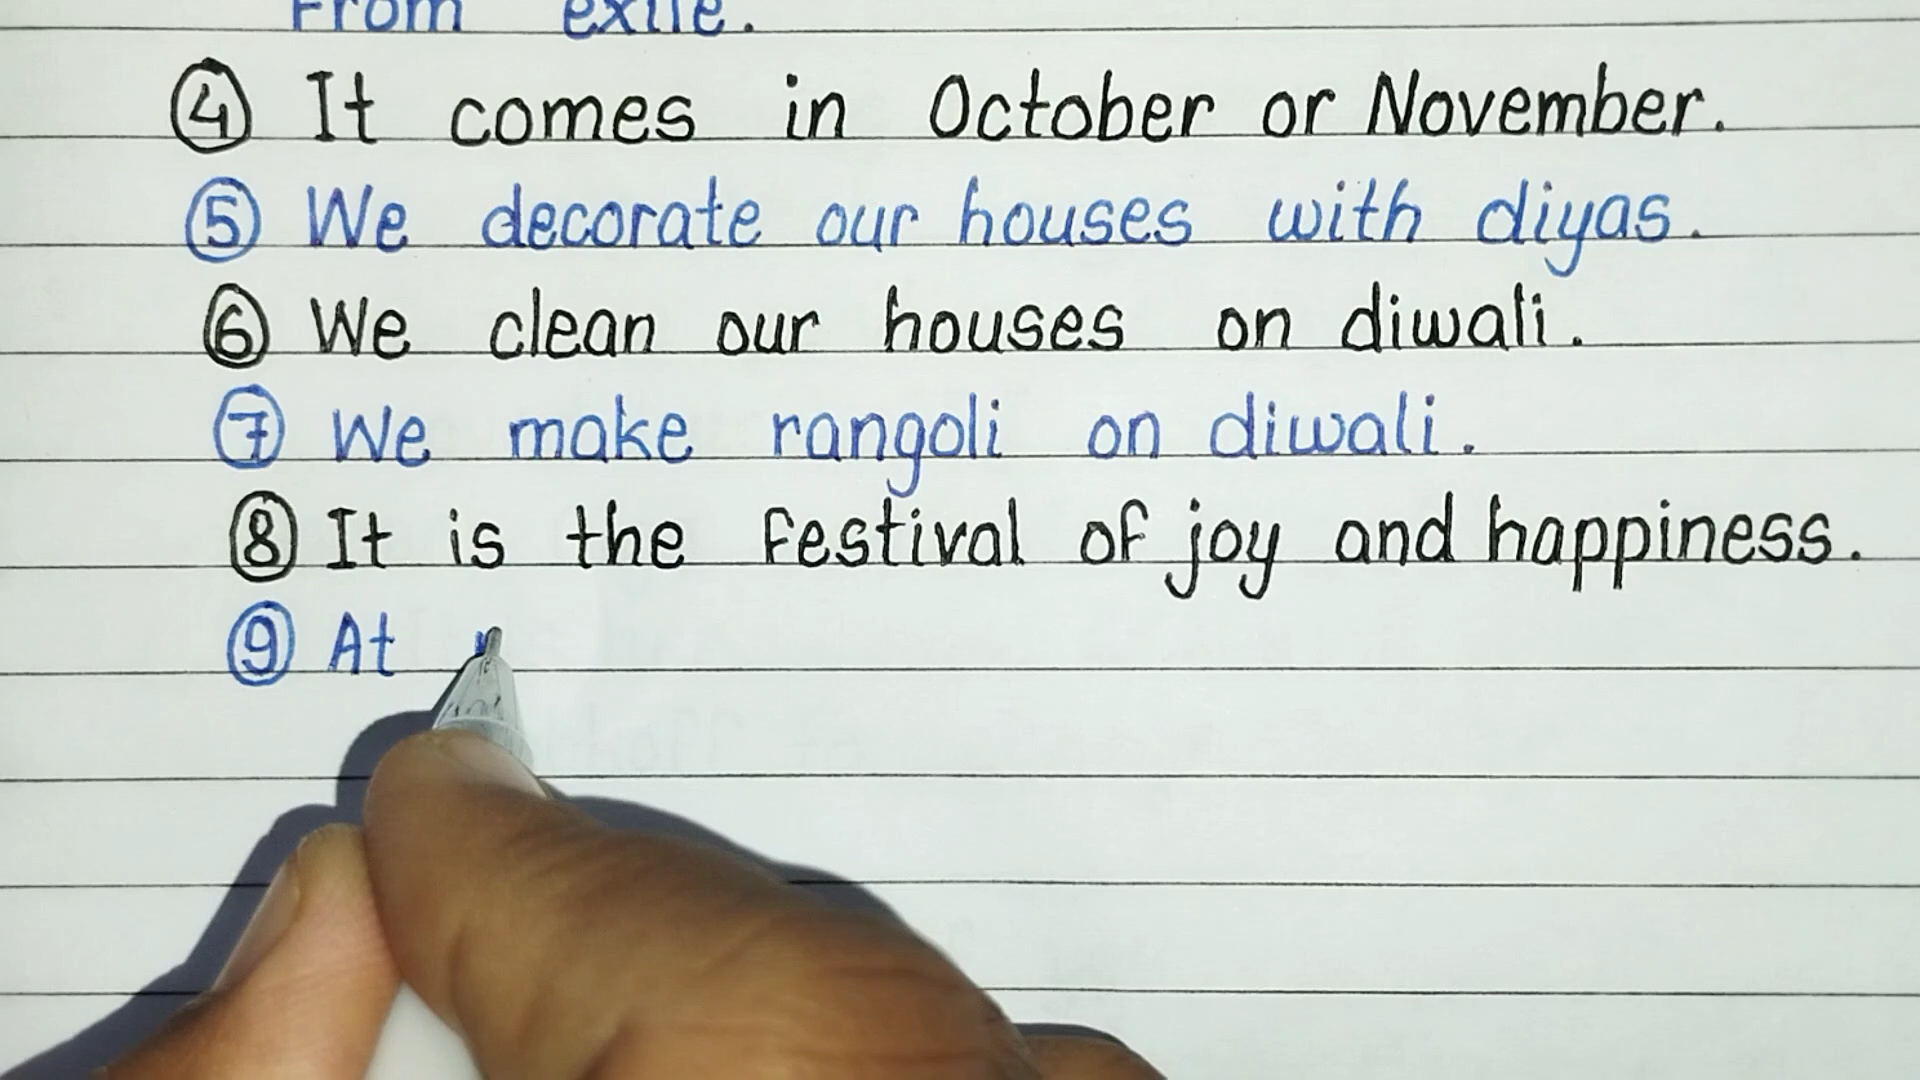 From exile.
④ It comes in October or November.
⑤ We decorate our houses with diyas.
⑥ We clean our houses on diwali.
⑦ We make rangoli on diwali.
⑧ It is the Festival of joy and happiness.
⑨ At